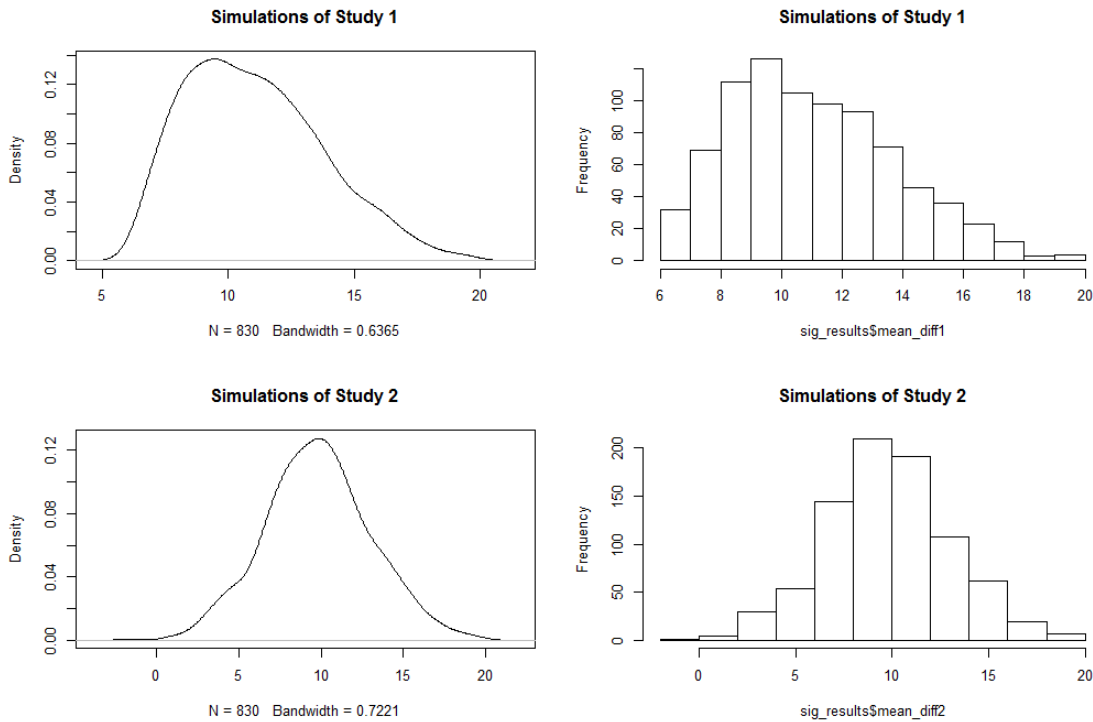 Simulations of Study 1
Density
0.00 0.04 0.08 0.12
5 10 15 20
N = 830 Bandwidth = 0.6365
Simulations of Study 1
Frequency
0 20 40 60 80 100
6 8 10 12 14 16 18 20
sig_results$mean_diff1
Simulations of Study 2
Density
0.00 0.04 0.08 0.12
0 5 10 15 20
N = 830 Bandwidth = 0.7221
Simulations of Study 2
Frequency
0 50 100 150 200
0 5 10 15 20
sig_results$mean_diff2